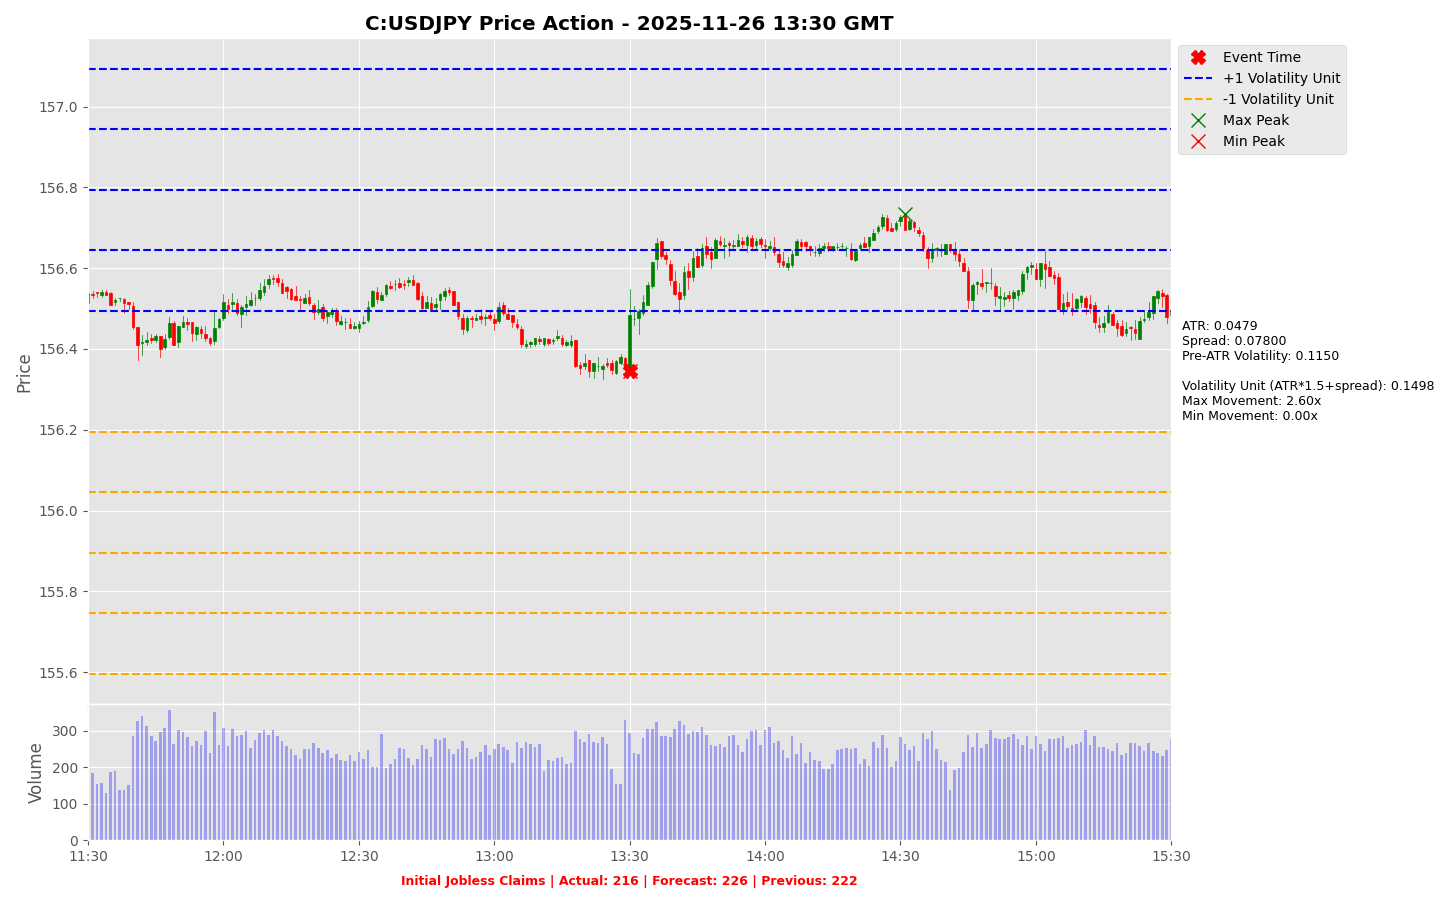 C:USDJPY Price Action - 2025-11-26 13:30 GMT
Event Time
+1 Volatility Unit
-1 Volatility Unit
Max Peak
Min Peak
157.0
156.8
156.6
156.4
156.2
156.0
155.8
155.6
Price
ATR: 0.0479
Spread: 0.07800
Pre-ATR Volatility: 0.1150
Volatility Unit (ATR*1.5+spread): 0.1498
Max Movement: 2.60x
Min Movement: 0.00x
300
200
100
0
Volume
11:30 12:00 12:30 13:00 13:30 14:00 14:30 15:00 15:30
Initial Jobless Claims | Actual: 216 | Forecast: 226 | Previous: 222